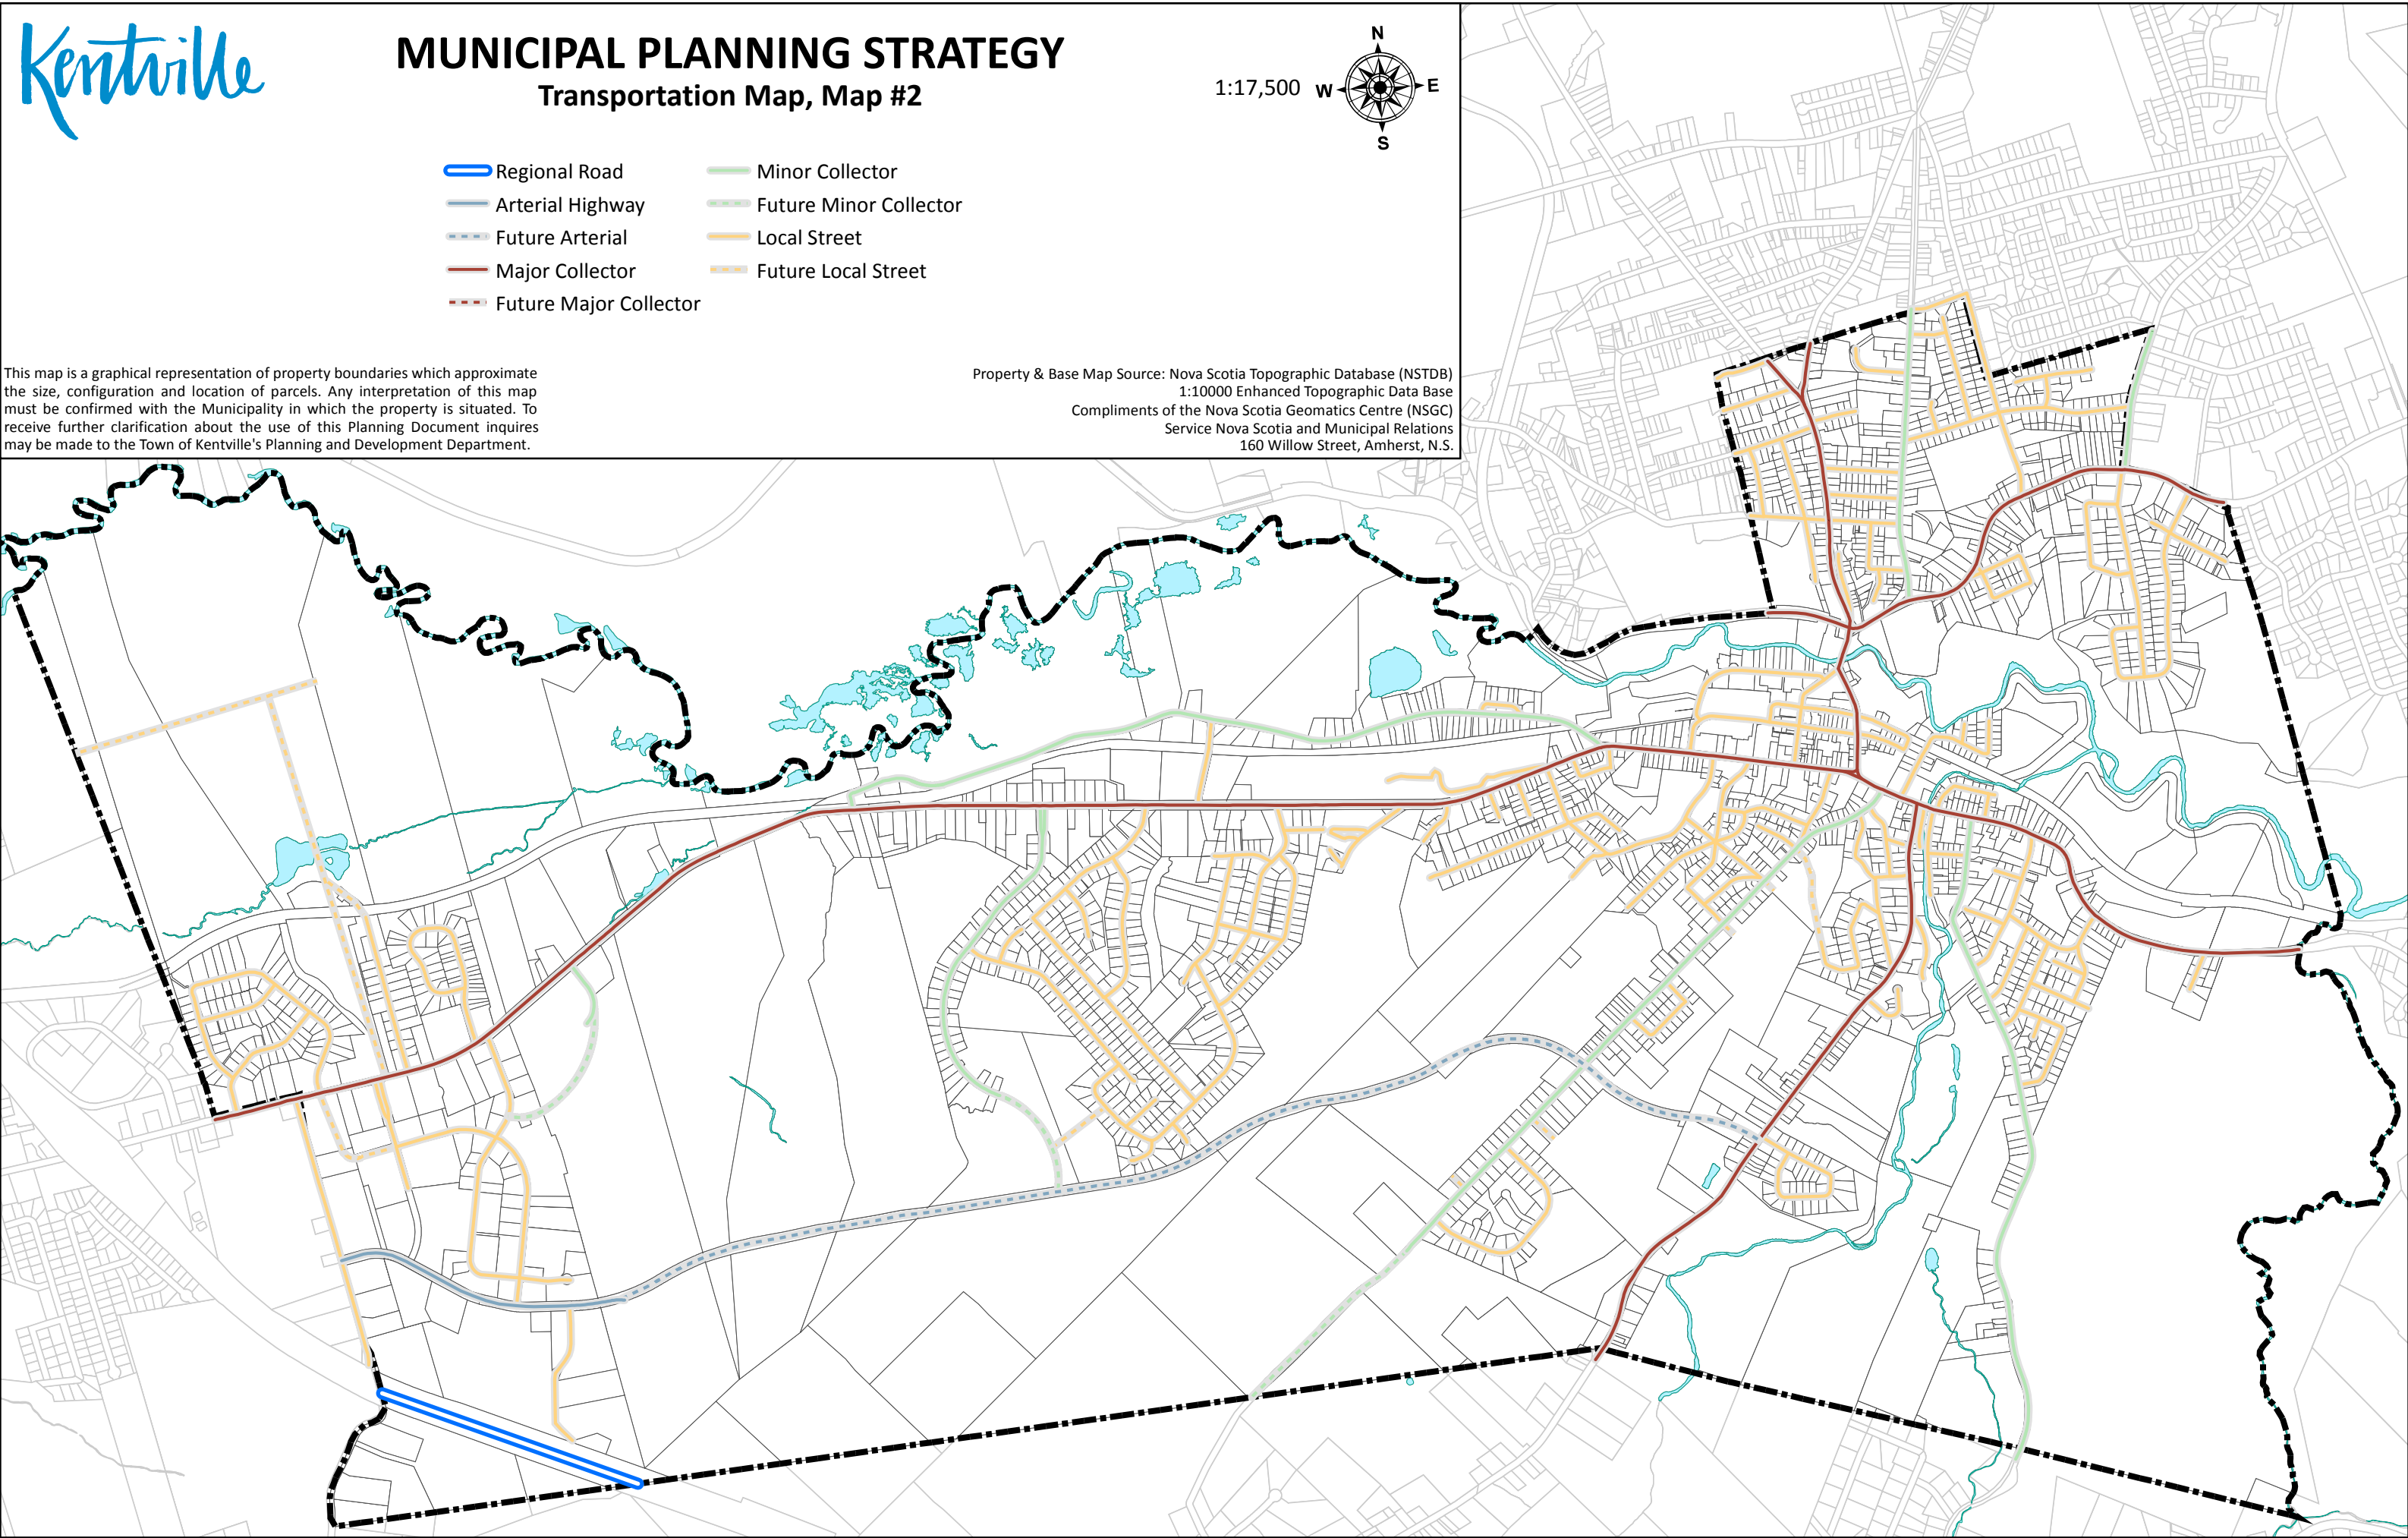 Kentville
MUNICIPAL PLANNING STRATEGY
Transportation Map, Map #2
1:17,500
N
W
E
S
Regional Road
Arterial Highway
Future Arterial
Major Collector
Future Major Collector
Minor Collector
Future Minor Collector
Local Street
Future Local Street
This map is a graphical representation of property boundaries which approximate
the size, configuration and location of parcels. Any interpretation of this map
must be confirmed with the Municipality in which the property is situated. To
receive further clarification about the use of this Planning Document inquires
may be made to the Town of Kentville's Planning and Development Department.
Property & Base Map Source: Nova Scotia Topographic Database (NSTDB)
1:10000 Enhanced Topographic Data Base
Compliments of the Nova Scotia Geomatics Centre (NSGC)
Service Nova Scotia and Municipal Relations
160 Willow Street, Amherst, N.S.